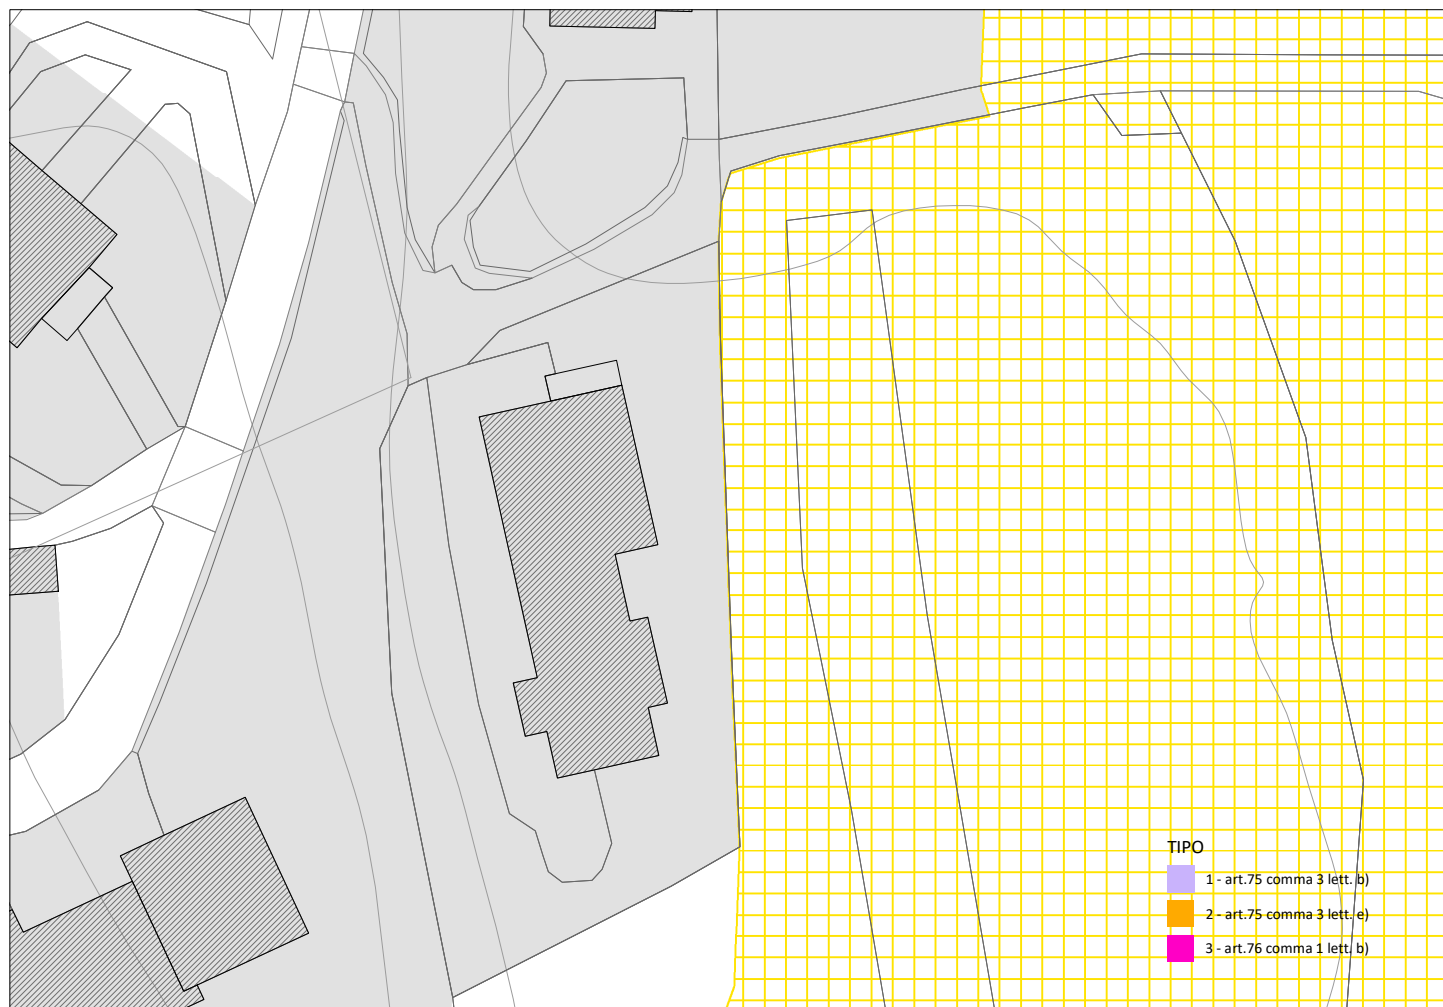 TIPO
1 - art.75 comma 3 lett. b)
2 - art.75 comma 3 lett. e)
3 - art.76 comma 1 lett. b)